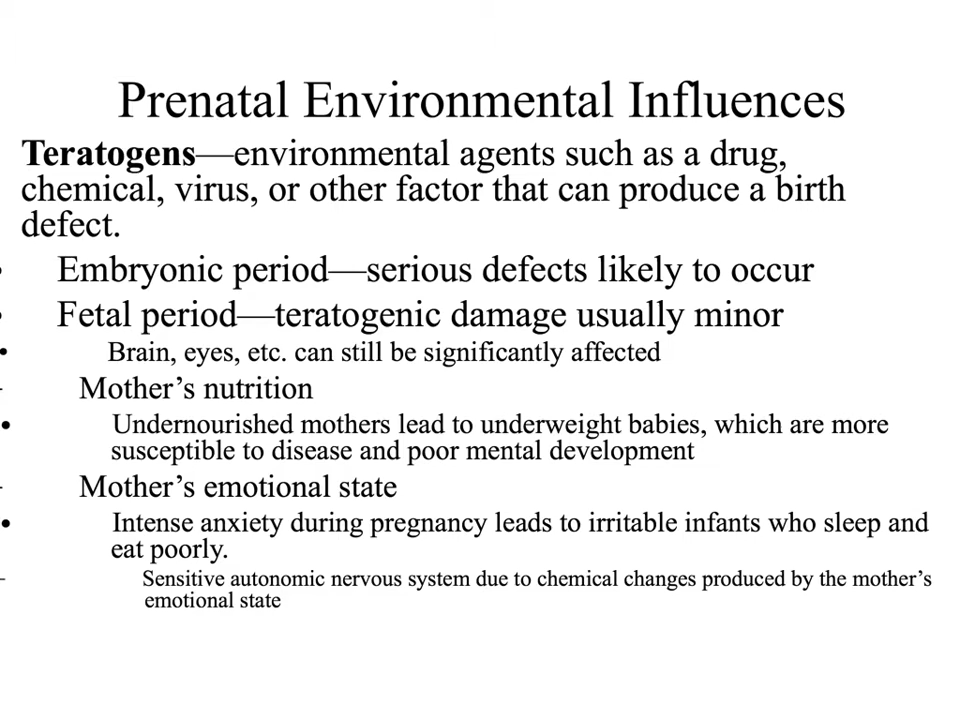 Prenatal Environmental Influences
Teratogens—environmental agents such as a drug,
chemical, virus, or other factor that can produce a birth
defect.
• Embryonic period—serious defects likely to occur
• Fetal period—teratogenic damage usually minor
• Brain, eyes, etc. can still be significantly affected
- Mother’s nutrition
• Undernourished mothers lead to underweight babies, which are more
susceptible to disease and poor mental development
- Mother’s emotional state
• Intense anxiety during pregnancy leads to irritable infants who sleep and
eat poorly.
– Sensitive autonomic nervous system due to chemical changes produced by the mother’s
emotional state